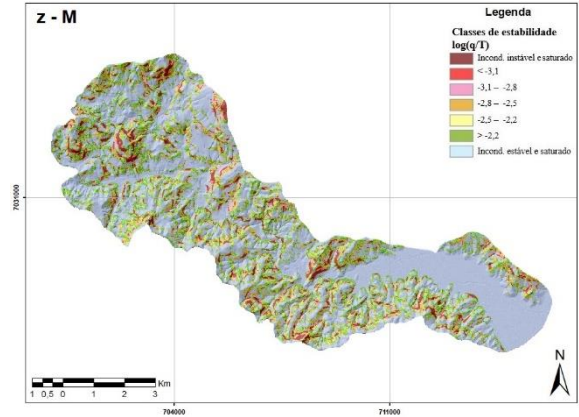 z - M
Legenda
Classes de estabilidade
log(q/T)
Incond. instável e saturado
< -3,1
-3,1 – -2,8
-2,8 – -2,5
-2,5 – -2,2
> -2,2
Incond. estável e saturado
7031000
N
Km
1 0,5 0 1 2 3
704000
711000